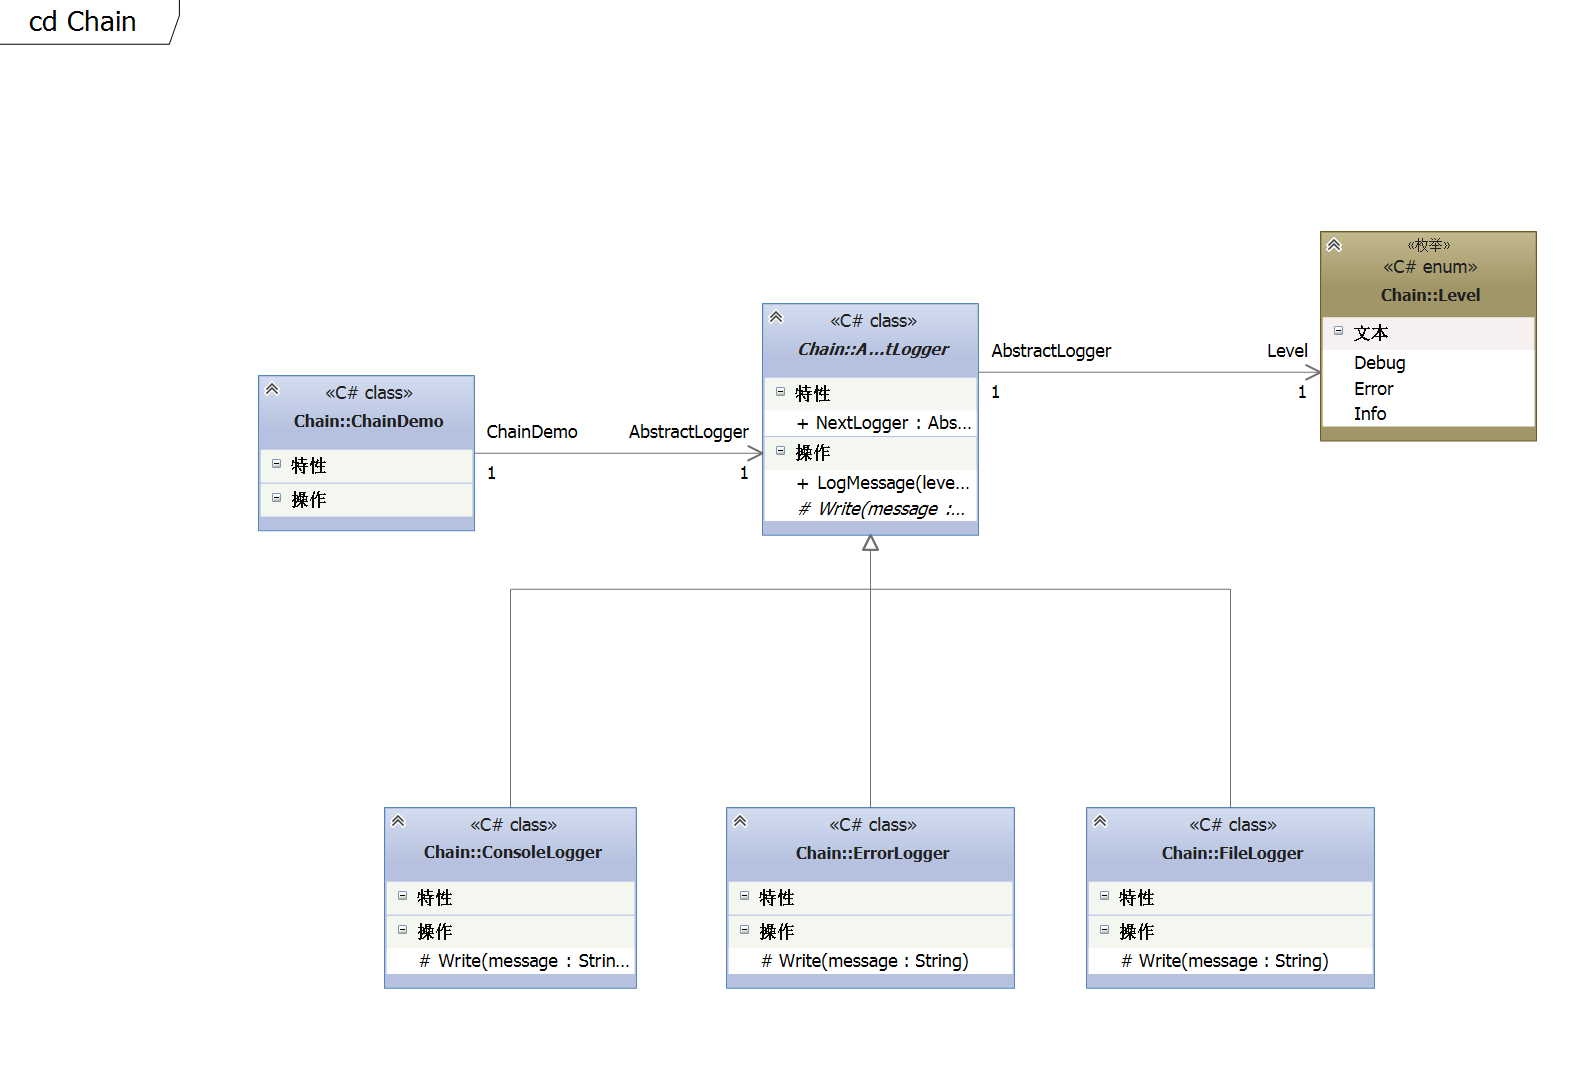 cd Chain
«枚举»
«C# enum»
Chain::Level
文本
Debug
Error
Info
«C# class»
Chain::A...tLogger
特性
+ NextLogger : Abs...
操作
+ LogMessage(leve...
# Write(message :...
AbstractLogger
Level
1
1
«C# class»
Chain::ChainDemo
特性
操作
ChainDemo
AbstractLogger
1
1
«C# class»
Chain::ConsoleLogger
特性
操作
# Write(message : Strin...
«C# class»
Chain::ErrorLogger
特性
操作
# Write(message : String)
«C# class»
Chain::FileLogger
特性
操作
# Write(message : String)